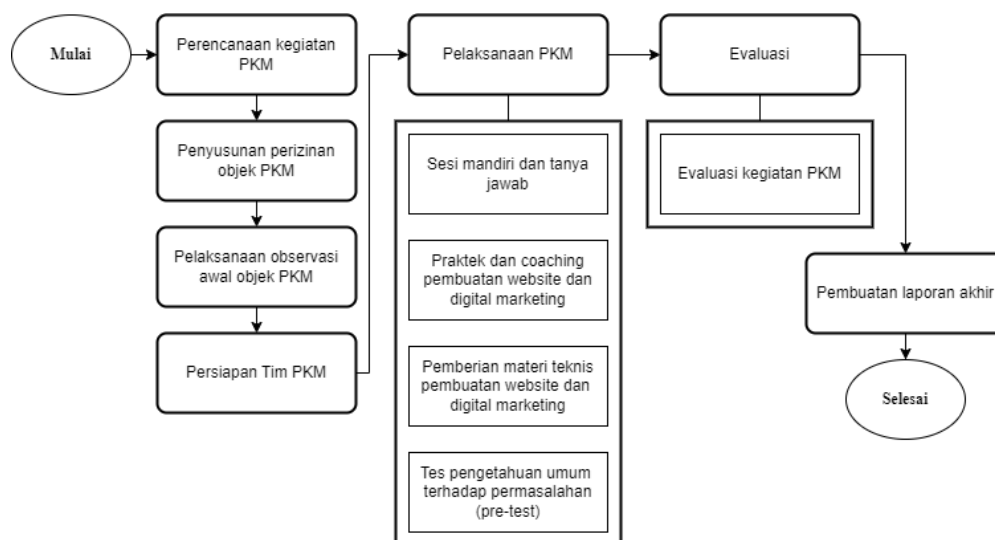 Mulai
Perencanaan kegiatan
PKM
Penyusunan perizinan
objek PKM
Pelaksanaan observasi
awal objek PKM
Persiapan Tim PKM
Pelaksanaan PKM
Sesi mandiri dan tanya
jawab
Praktek dan coaching
pembuatan website dan
digital marketing
Pemberian materi teknis
pembuatan website dan
digital marketing
Tes pengetahuan umum
terhadap permasalahan
(pre-test)
Evaluasi
Evaluasi kegiatan PKM
Pembuatan laporan akhir
Selesai